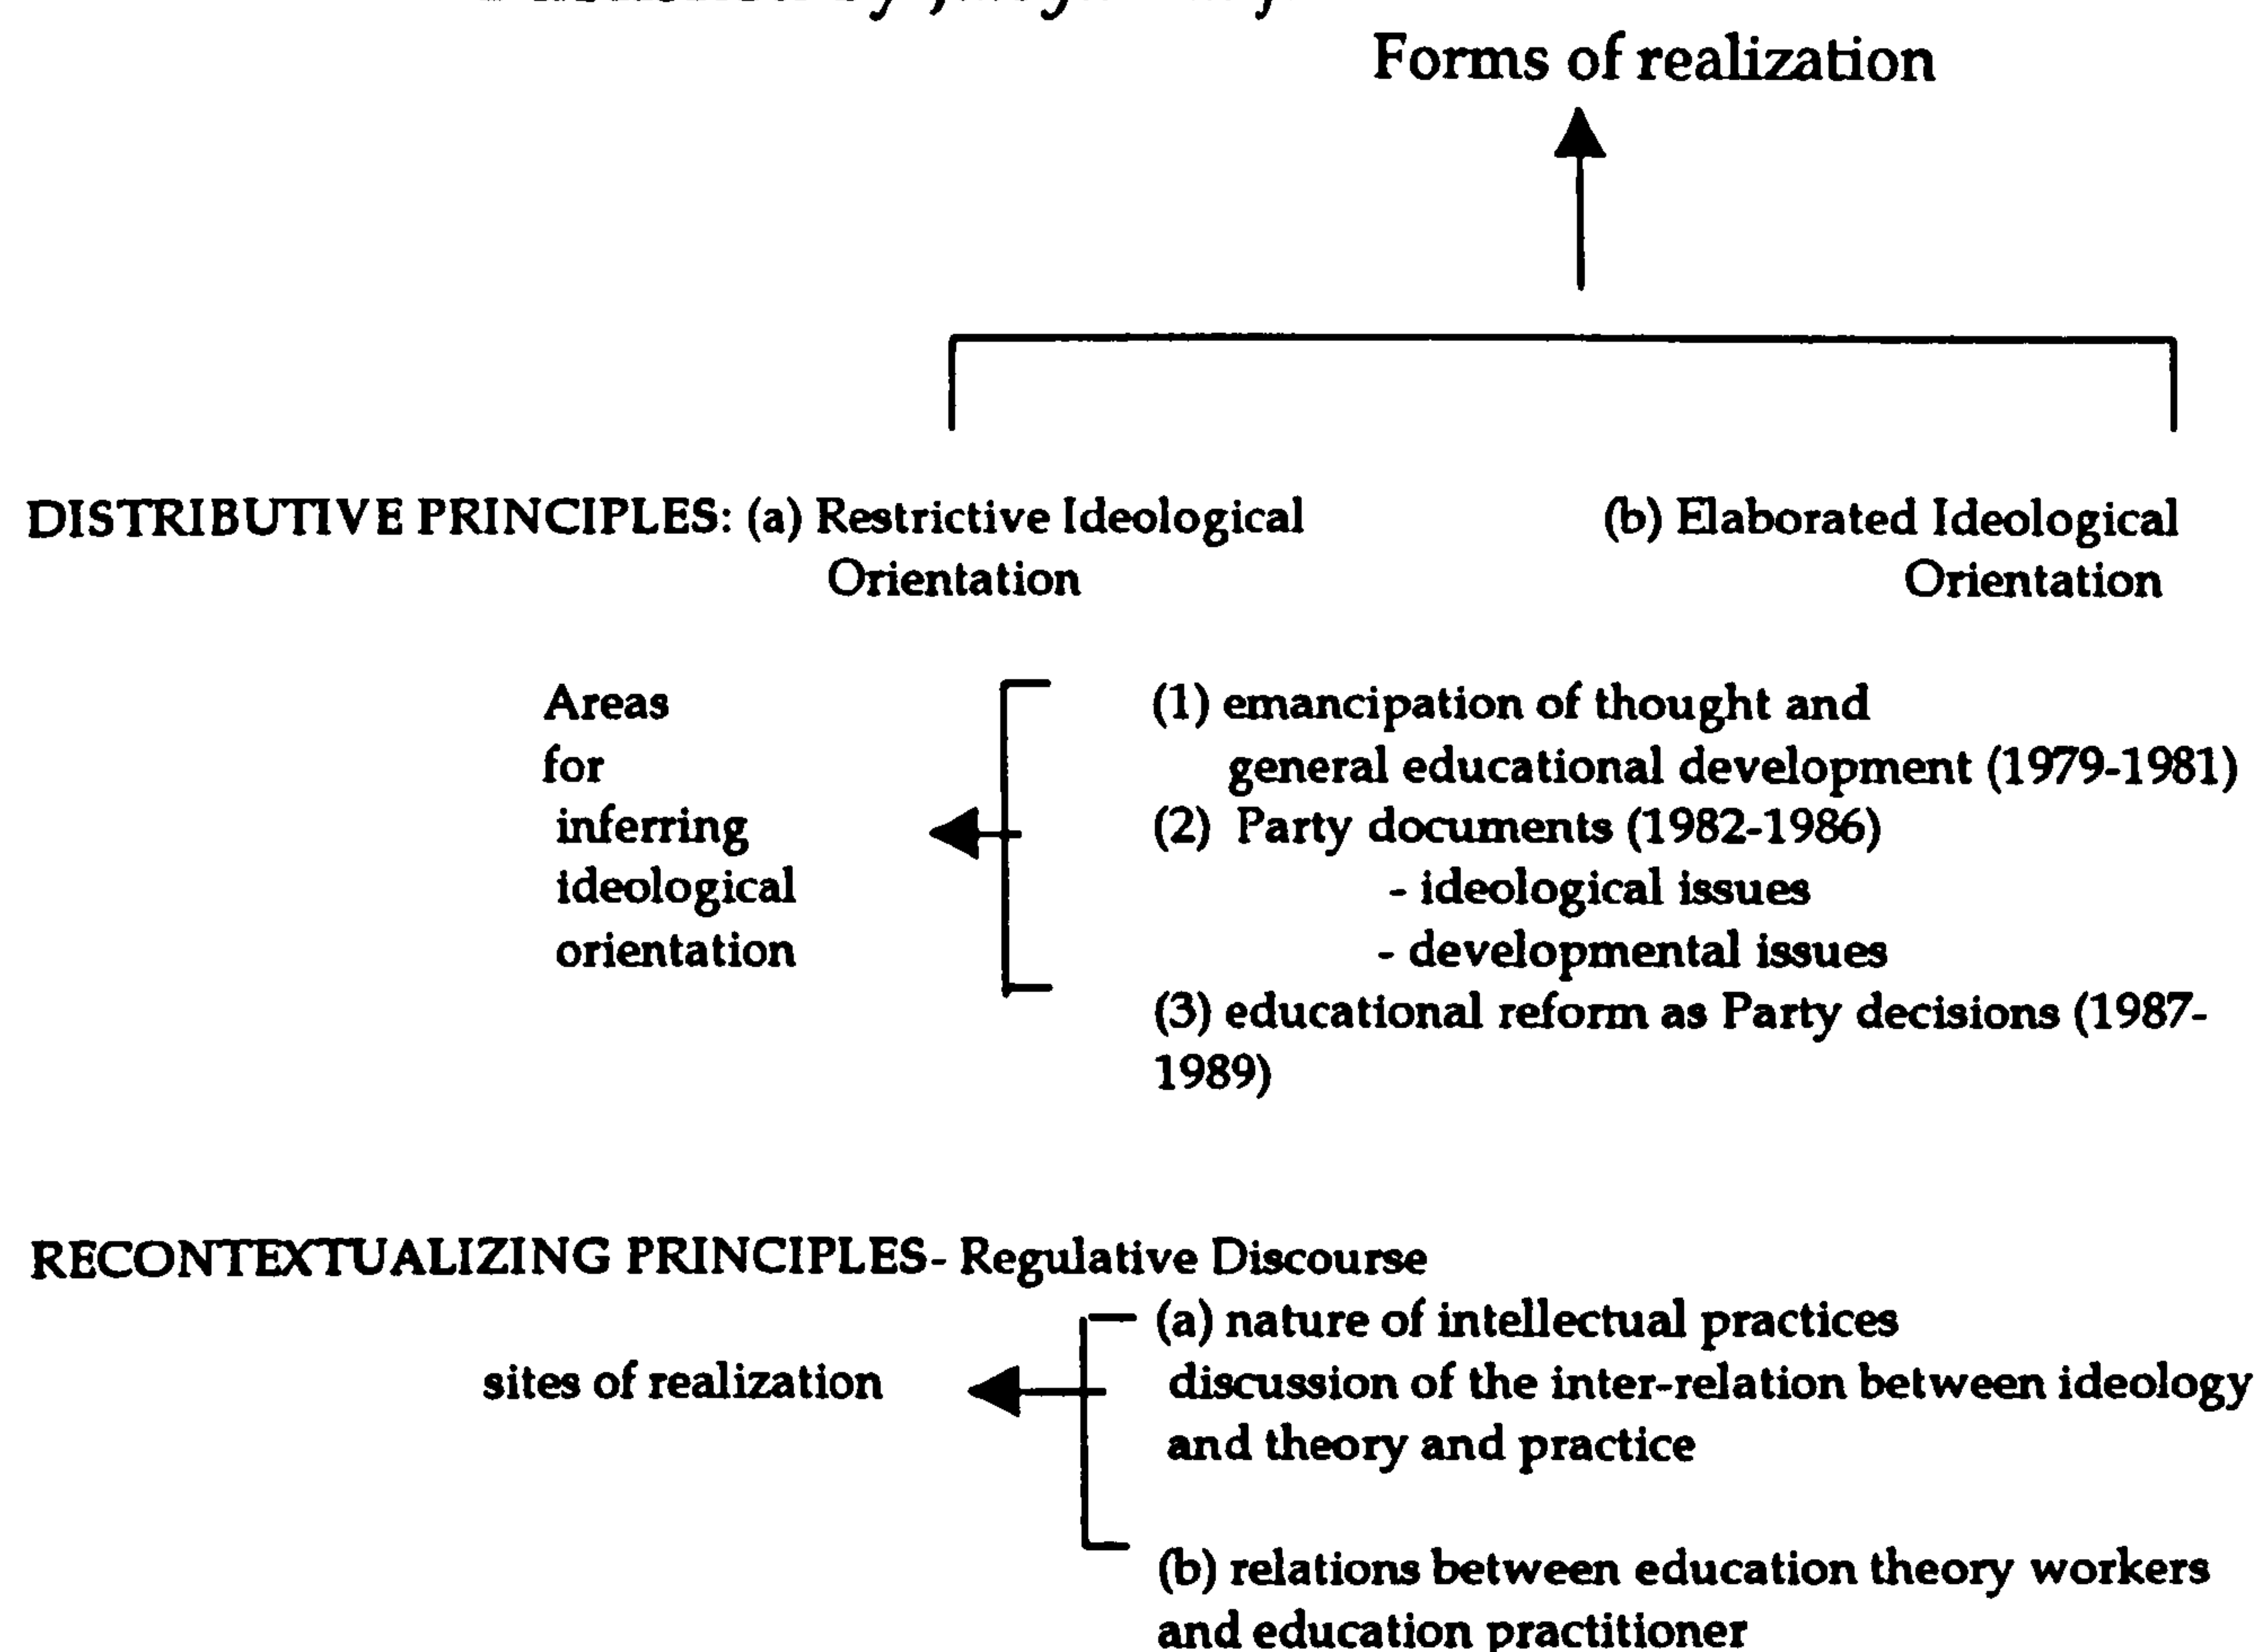 Forms of realization
DISTRIBUTIVE PRINCIPLES: (a) Restrictive Ideological Orientation
(b) Elaborated Ideological Orientation
Areas
for
inferring
ideological
orientation
(1) emancipation of thought and
general educational development (1979-1981)
(2) Party documents (1982-1986)
- ideological issues
- developmental issues
(3) educational reform as Party decisions (1987-
1989)
RECONTEXTUALIZING PRINCIPLES- Regulative Discourse
sites of realization
(a) nature of intellectual practices
discussion of the inter-relation between ideology
and theory and practice
(b) relations between education theory workers
and education practitioner